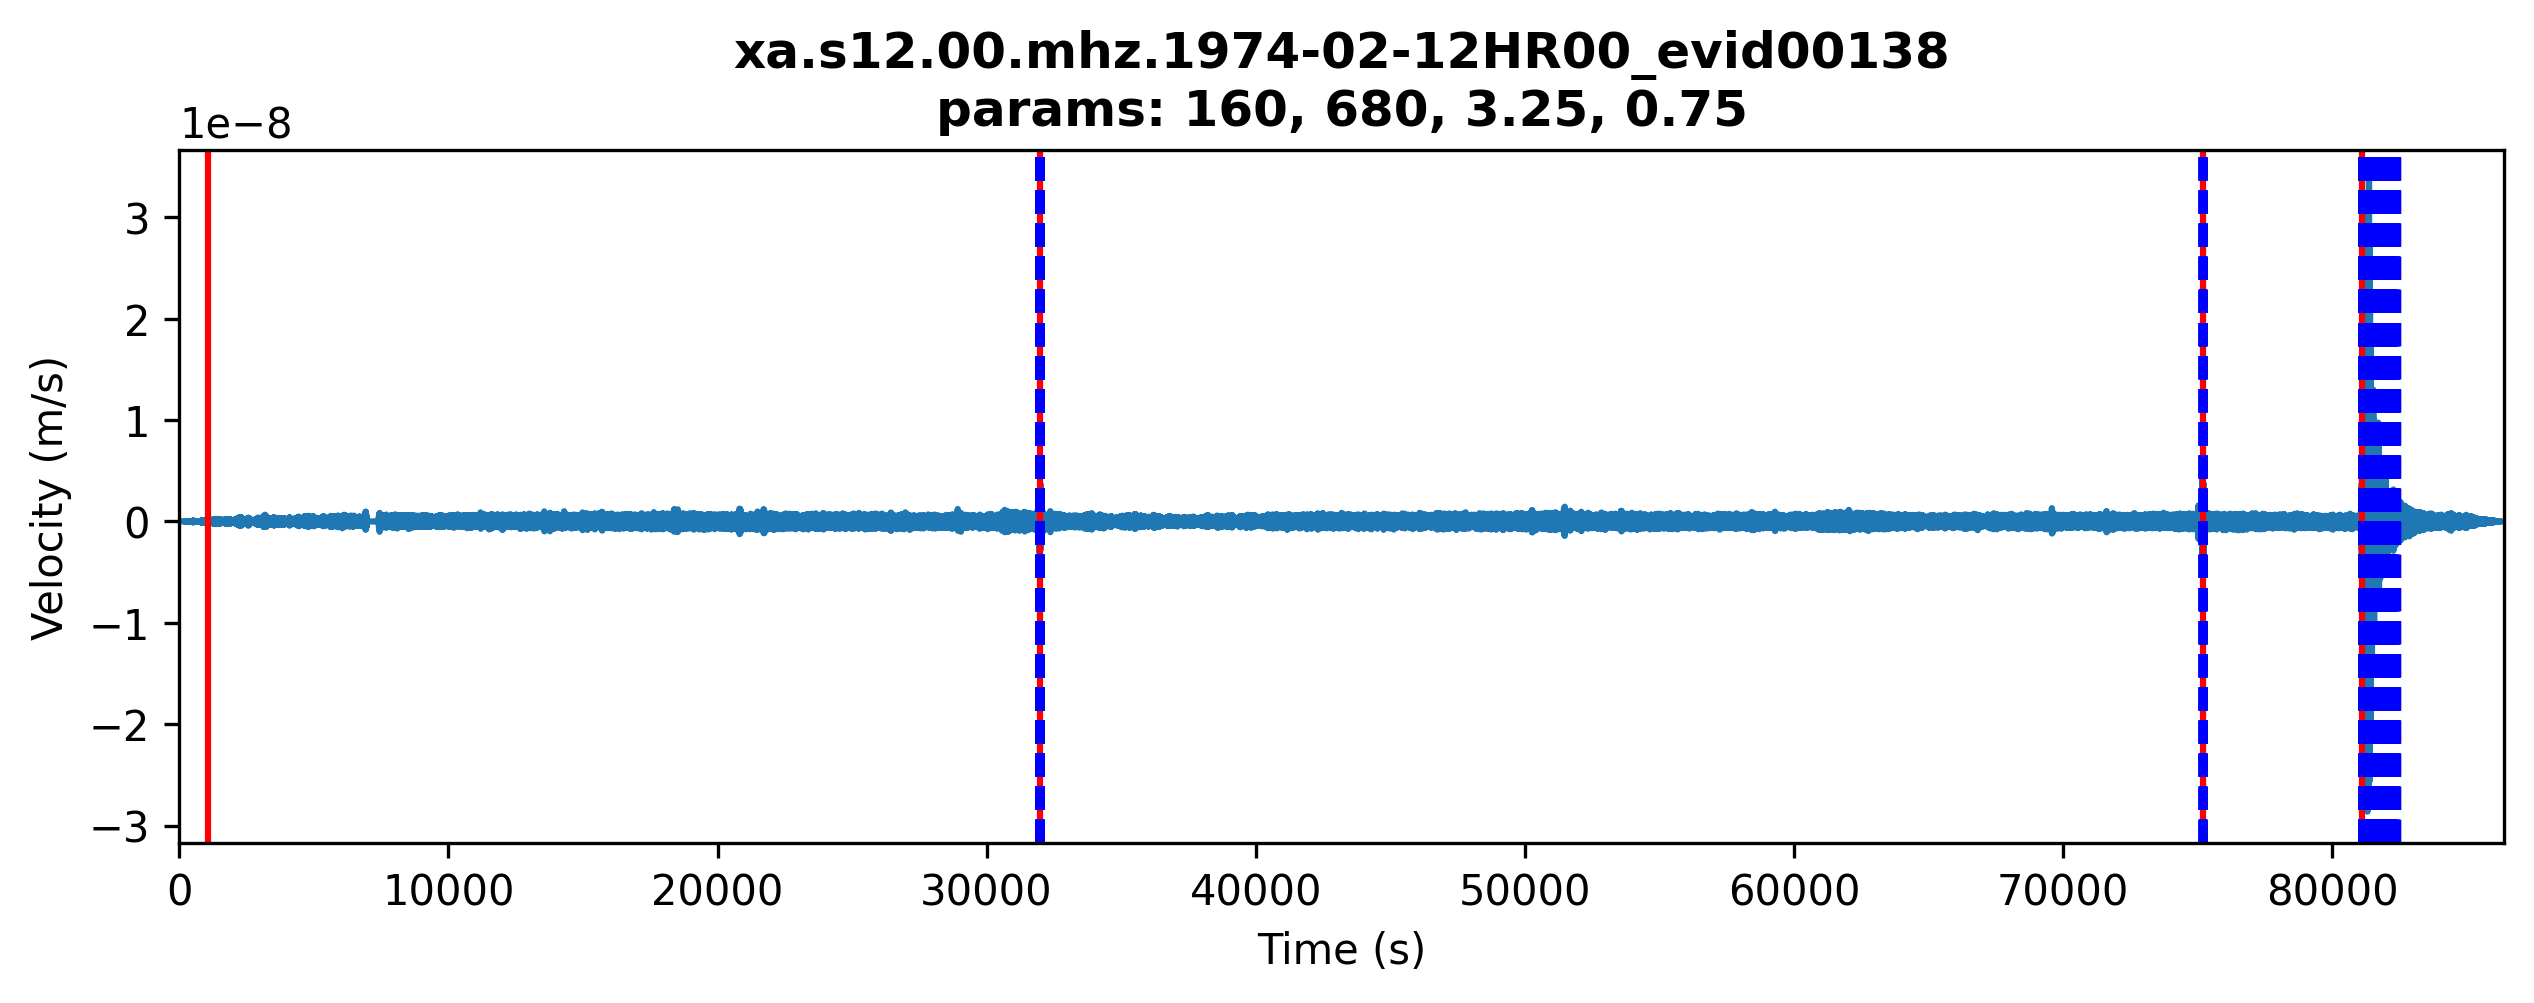 xa.s12.00.mhz.1974-02-12HR00_evid00138
params: 160, 680, 3.25, 0.75
1e−8
3
2
1
0
−1
−2
−3
Velocity (m/s)
0 10000 20000 30000 40000 50000 60000 70000 80000
Time (s)